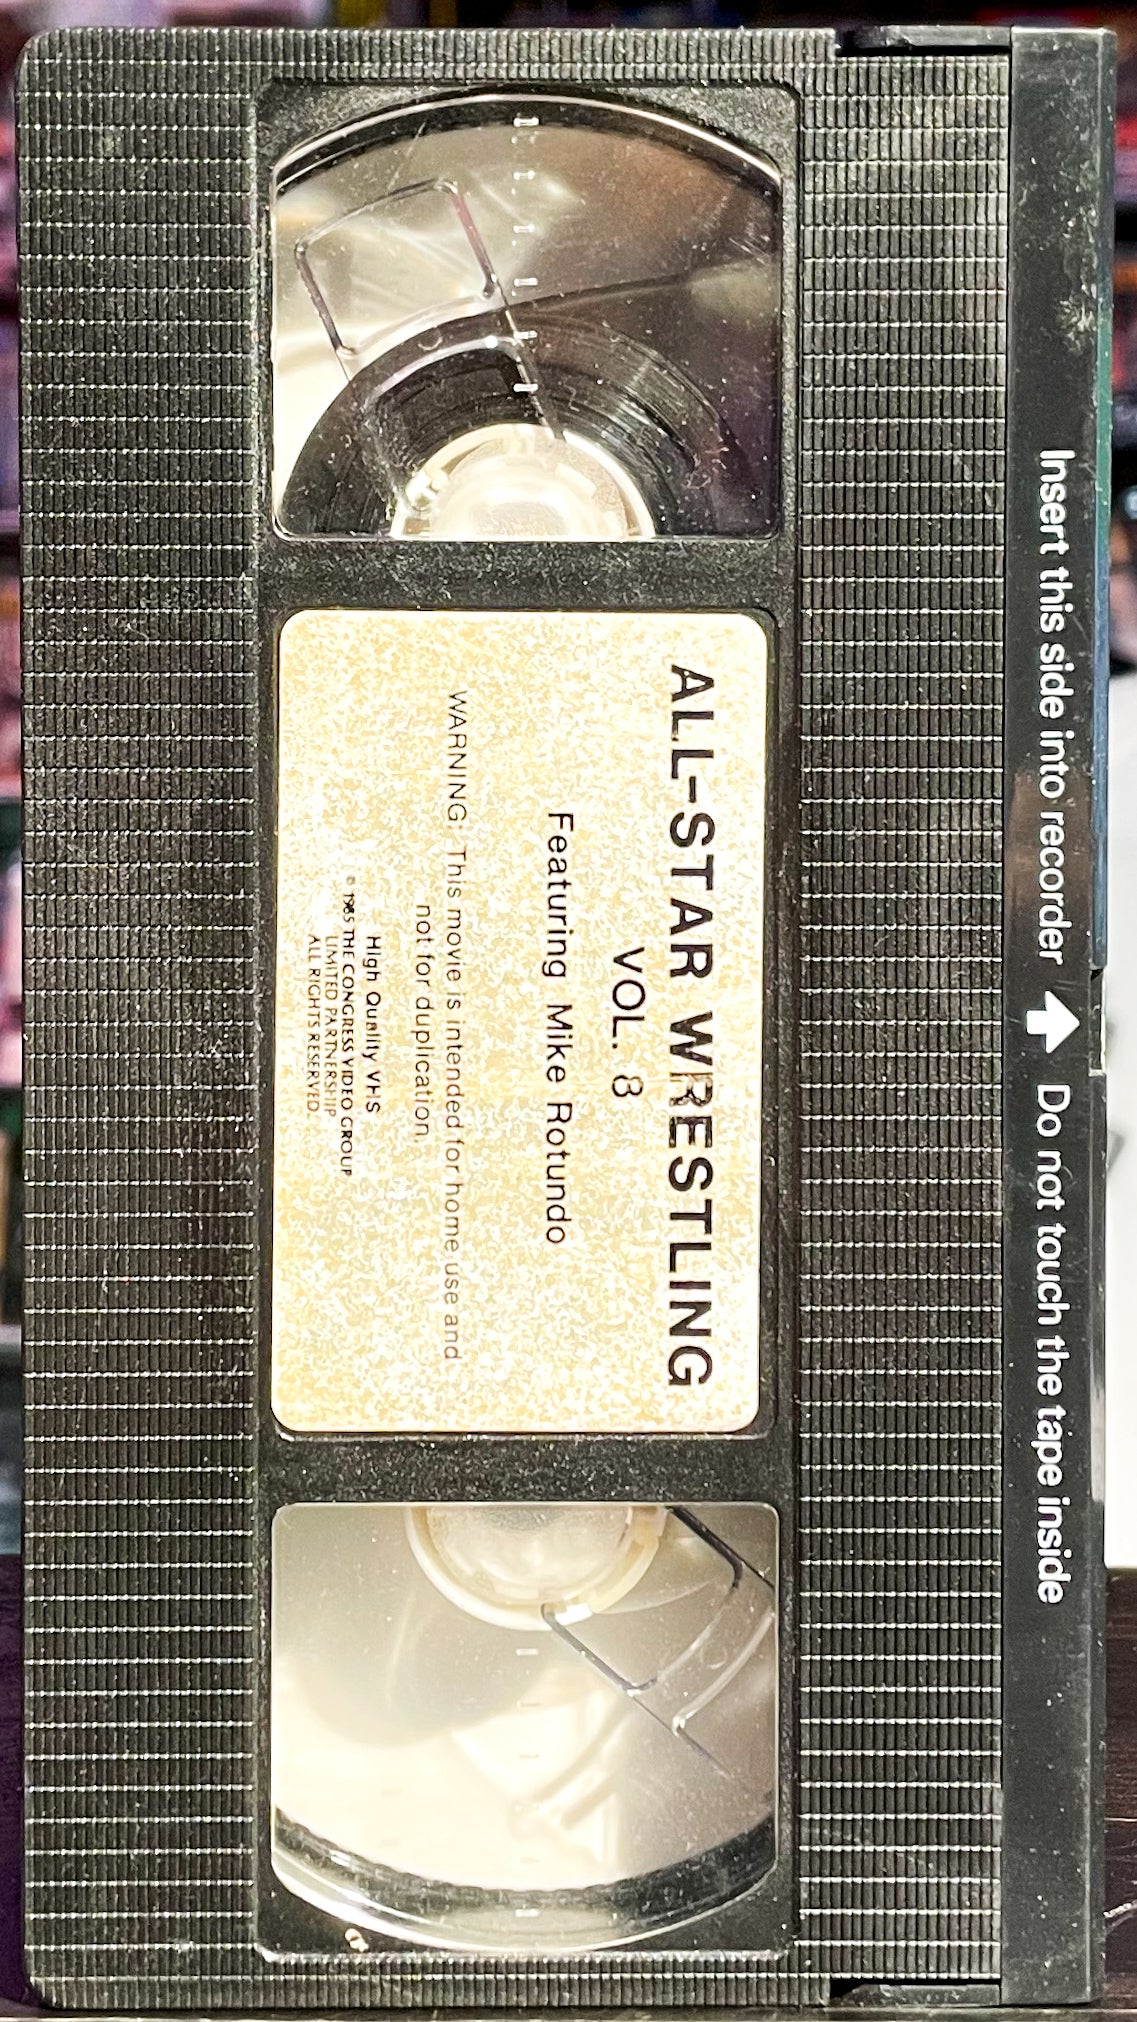 Insert this side into recorder ⬆ Do not touch the tape inside
ALL-STAR WRESTLING
VOL. 8
Featuring Mike Rotundo
WARNING: This movie is intended for home use and
not for duplication.
High Quality VHS
© 1985 THE CONGRESS VIDEO GROUP
LIMITED PARTNERSHIP
ALL RIGHTS RESERVED.